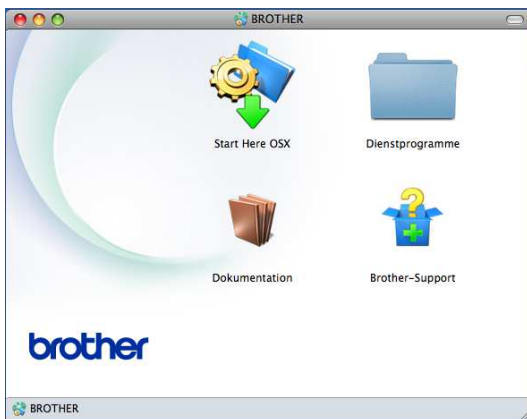 BROTHER
Start Here OSX
Dienstprogramme
Dokumentation
Brother-Support
brother
BROTHER